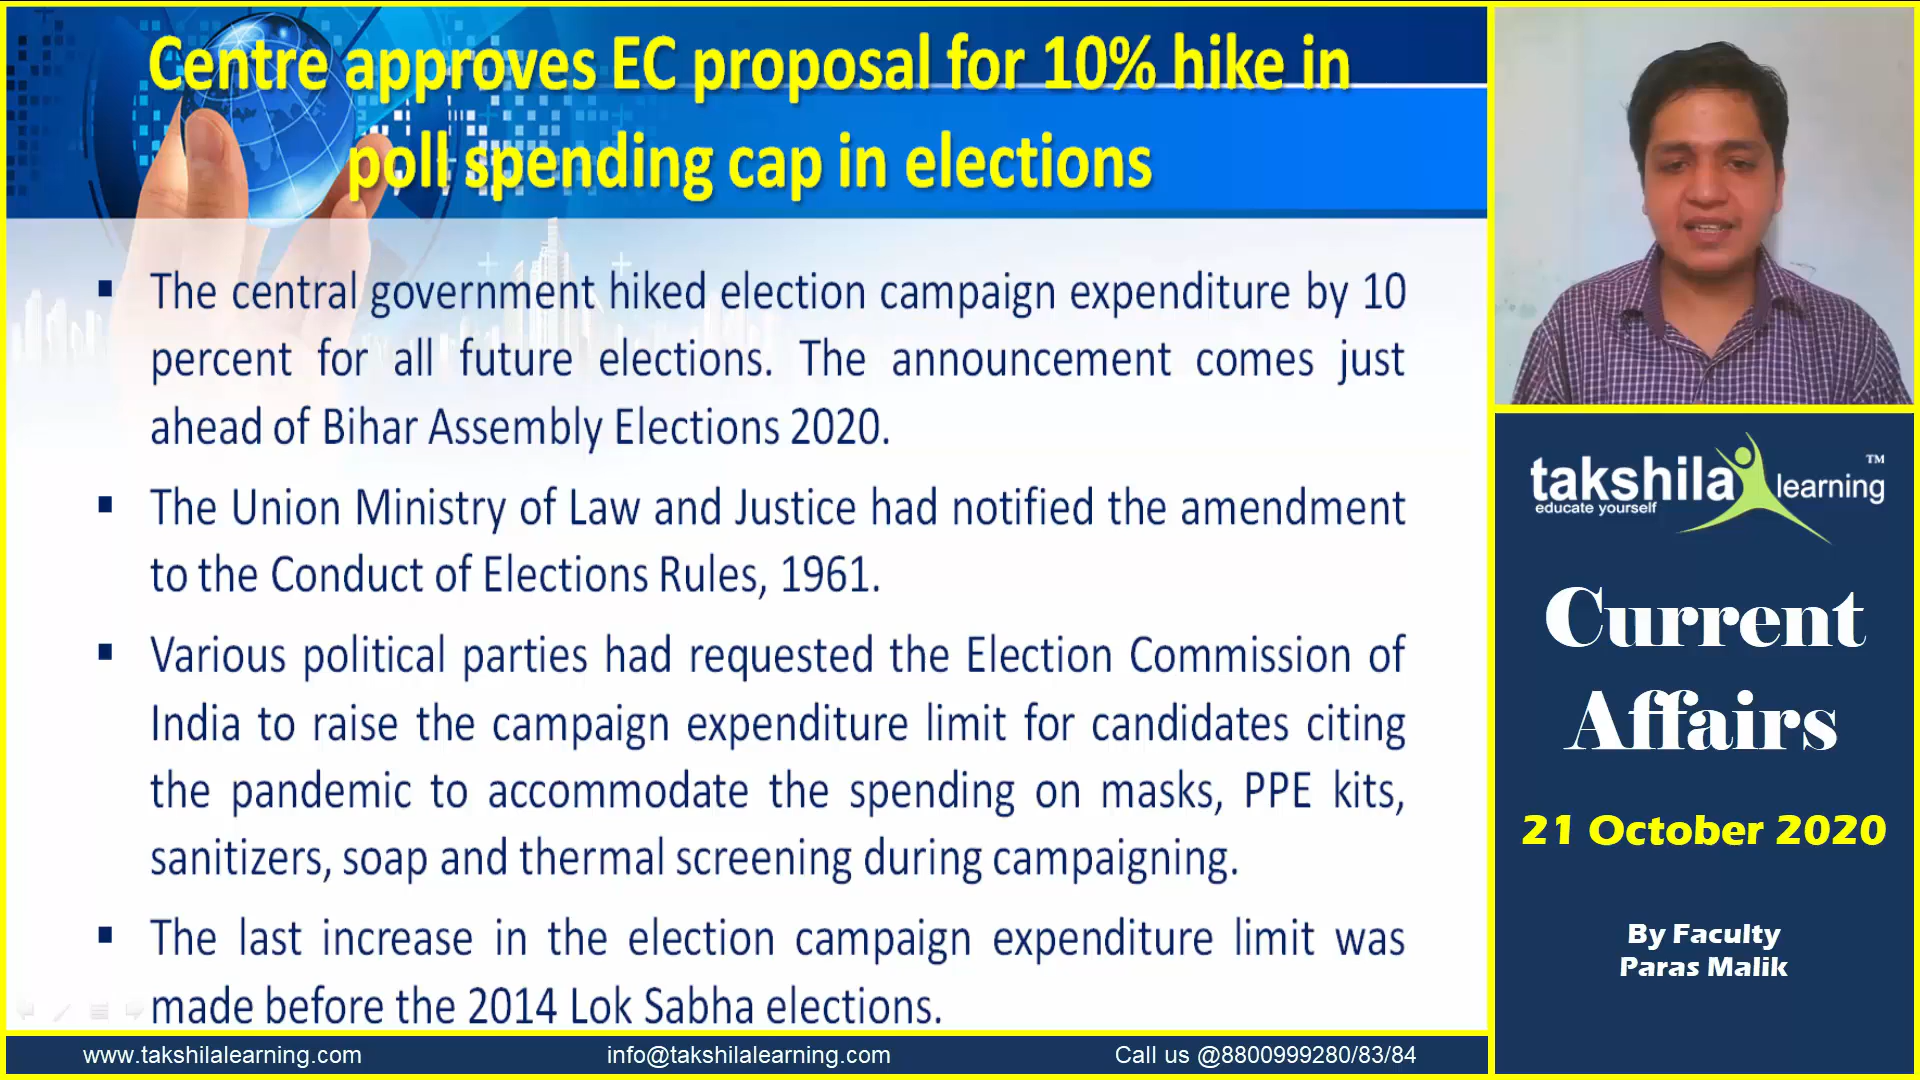 Centre approves EC proposal for 10% hike in
poll spending cap in elections
▪ The central government hiked election campaign expenditure by 10
percent for all future elections. The announcement comes just
ahead of Bihar Assembly Elections 2020.
▪ The Union Ministry of Law and Justice had notified the amendment
to the Conduct of Elections Rules, 1961.
▪ Various political parties had requested the Election Commission of
India to raise the campaign expenditure limit for candidates citing
the pandemic to accommodate the spending on masks, PPE kits,
sanitizers, soap and thermal screening during campaigning.
▪ The last increase in the election campaign expenditure limit was
made before the 2014 Lok Sabha elections.
takshila learning ™
educate yourself
Current
Affairs
21 October 2020
By Faculty
Paras Malik
www.takshilalearning.com info@takshilalearning.com Call us @8800999280/83/84